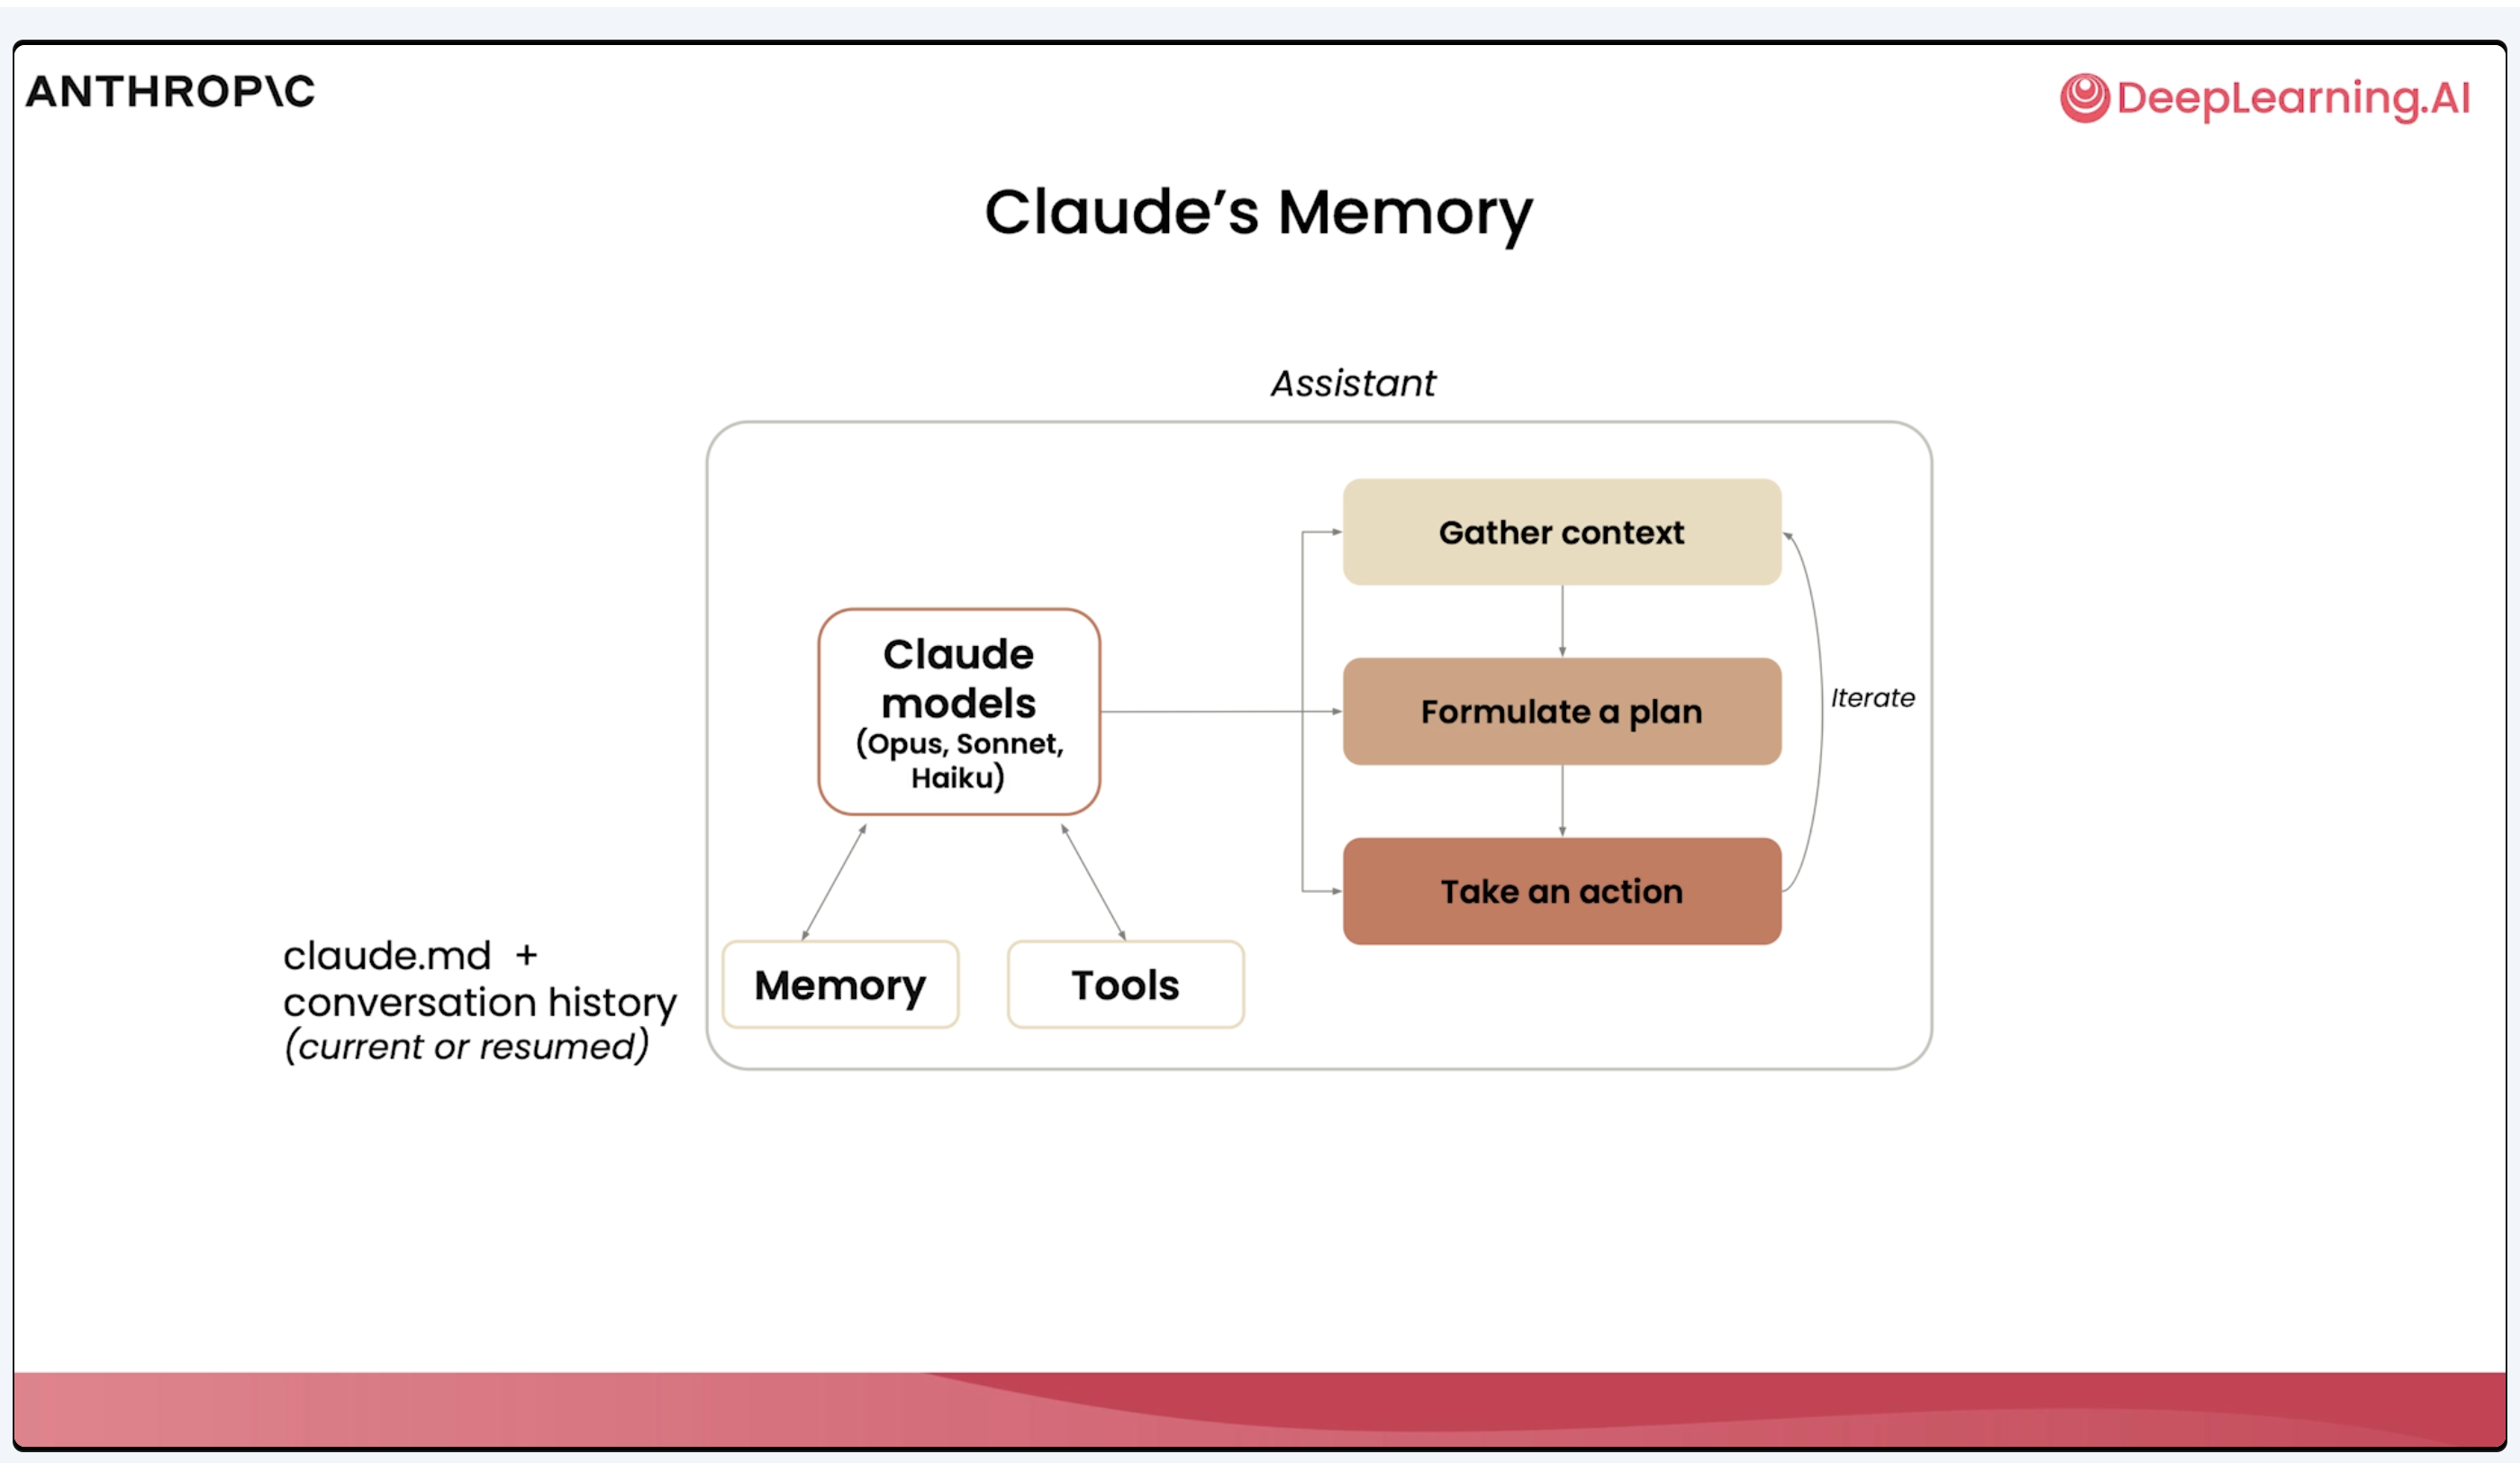 ANTHROP\C
DeepLearning.AI
Claude’s Memory
Assistant
Gather context
Claude
models
(Opus, Sonnet,
Haiku)
Formulate a plan
Iterate
Take an action
claude.md +
conversation history
(current or resumed)
Memory
Tools